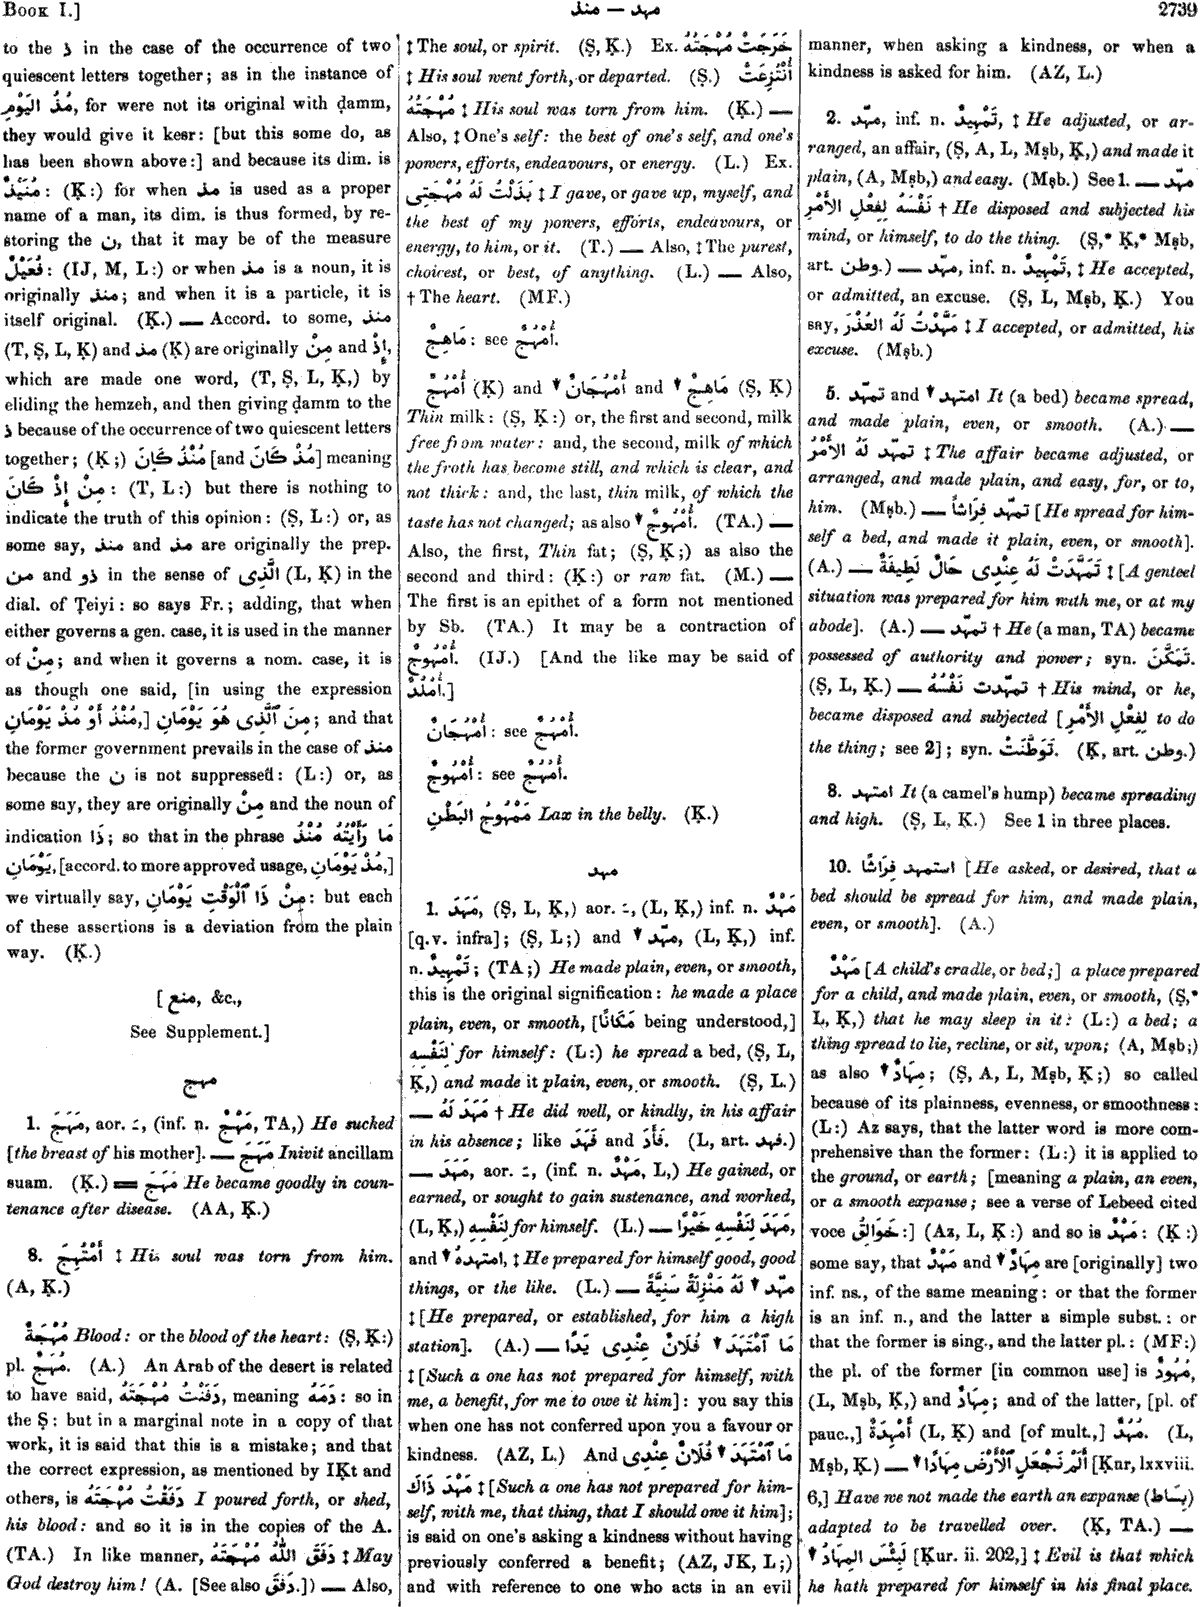 Book I.]
منذ — مهد
2739
to the ذ in the case of the occurrence of two
quiescent letters together; as in the instance of
مُذُ اليَوْمِ, for were not its original with ḍamm,
they would give it kesr: [but this some do, as
has been shown above:] and because its dim. is
مُنَيْذٌ: (Ḳ:) for when مذ is used as a proper
name of a man, its dim. is thus formed, by re-
storing the ن, that it may be of the measure
فُعَيْلٌ: (IJ, M, L:) or when مذ is a noun, it is
originally منذ; and when it is a particle, it is
itself original. (Ḳ.) — Accord. to some, منذ
(T, Ṣ, L, Ḳ) and مذ (Ḳ) are originally مِنْ and إِذْ,
which are made one word, (T, Ṣ, L, Ḳ,) by
eliding the hemzeh, and then giving ḍamm to the
ذ because of the occurrence of two quiescent letters
together; (Ḳ;) مُنْذُ كَانَ [and مُذْ كَانَ] meaning
مِنْ إِذْ كَانَ: (T, L:) but there is nothing to
indicate the truth of this opinion: (Ṣ, L:) or, as
some say, منذ and مذ are originally the prep.
من and ذو in the sense of الَّذِى (L, Ḳ) in the
dial. of Ṭeiyi: so says Fr.; adding, that when
either governs a gen. case, it is used in the manner
of مِنْ; and when it governs a nom. case, it is
as though one said, [in using the expression
مُنْذُ أَوْ مُذْ يَوْمَانِ,] مِنَ ٱلَّذِى هُوَ يَوْمَانِ; and that
the former government prevails in the case of منذ
because the ن is not suppressed: (L:) or, as
some say, they are originally مِنْ and the noun of
indication ذَا; so that in the phrase مَا رَأَيْتُهُ مُنْذُ
يَوْمَانِ, [accord. to more approved usage, مُذْ يَوْمَانِ,]
we virtually say, مِنْ ذَا ٱلْوَقْتِ يَوْمَانِ: but each
of these assertions is a deviation from the plain
way. (Ḳ.)
[منع, &c.,
See Supplement.]
مهج
1. مَهَجَ, aor. ـَ, (inf. n. مَهْجٌ, TA,) He sucked
[the breast of his mother]. — مَهَجَ Inivit ancillam
suam. (Ḳ.) = مَهَجَ He became goodly in coun-
tenance after disease. (AA, Ḳ.)
8. أُمْتُهِجَ ‡ His soul was torn from him.
(A, Ḳ.)
مُهْجَةٌ Blood: or the blood of the heart: (Ṣ, Ḳ:)
pl. مُهَجٌ. (A.) An Arab of the desert is related
to have said, دَفَنْتُ مُهْجَتَهُ, meaning دَمَهُ: so in
the Ṣ: but in a marginal note in a copy of that
work, it is said that this is a mistake; and that
the correct expression, as mentioned by IḲt and
others, is دَفَقْتُ مُهْجَتَهُ I poured forth, or shed,
his blood: and so it is in the copies of the A.
(TA.) In like manner, دَفَقَ ٱللّٰهُ مُهْجَتَهُ ‡ May
God destroy him! (A. [See also دَفَقَ.]) — Also,
‡ The soul, or spirit. (Ṣ, Ḳ.) Ex. خَرَجَتْ مُهْجَتُهُ
‡ His soul went forth, or departed. (Ṣ.) أُنْتُزِعَتْ
مُهْجَتُهُ ‡ His soul was torn from him. (Ḳ.) —
Also, ‡ One's self: the best of one's self, and one's
powers, efforts, endeavours, or energy. (L.) Ex.
بَذَلْتُ لَهُ مُهْجَتِى ‡ I gave, or gave up, myself, and
the best of my powers, efforts, endeavours, or
energy, to him, or it. (T.) — Also, ‡ The purest,
choicest, or best, of anything. (L.) — Also,
† The heart. (MF.)
مَاهِجٌ: see أُمْهُجٌ.
أُمْهُجٌ (Ḳ) and ▾ أُمْهُجَانٌ and ▾ مَاهِجٌ (Ṣ, Ḳ)
Thin milk: (Ṣ, Ḳ:) or, the first and second, milk
free from water: and, the second, milk of which
the froth has become still, and which is clear, and
not thick: and, the last, thin milk, of which the
taste has not changed; as also ▾ أُمْهُوجٌ. (TA.) —
Also, the first, Thin fat; (Ṣ, Ḳ;) as also the
second and third: (Ḳ:) or raw fat. (M.) —
The first is an epithet of a form not mentioned
by Sb. (TA.) It may be a contraction of
أُمْهُوجٌ. (IJ.) [And the like may be said of
أُمْلُدٌ.]
أُمْهُجَانٌ: see أُمْهُجٌ.
أُمْهُوجٌ: see أُمْهُجٌ.
مَمْهُوجُ البَطْنِ Lax in the belly. (Ḳ.)
مهد
1. مَهَدَ, (Ṣ, L, Ḳ,) aor. ـَ, (L, Ḳ,) inf. n. مَهْدٌ
[q.v. infra]; (Ṣ, L;) and ▾ مهّد, (L, Ḳ,) inf.
n. تَمْهِيدٌ; (TA;) He made plain, even, or smooth,
this is the original signification: he made a place
plain, even, or smooth, [مَكَانًا being understood,]
لِنَفْسِهِ for himself: (L:) he spread a bed, (Ṣ, L,
Ḳ,) and made it plain, even, or smooth. (Ṣ, L.)
— مَهَدَ لَهُ † He did well, or kindly, in his affair
in his absence; like فَهَدَ and فَأَدَ. (L, art. فهد.)
— مَهَدَ, aor. ـَ, (inf. n. مَهْدٌ, L,) He gained, or
earned, or sought to gain sustenance, and worked,
(L, Ḳ,) لِنَفْسِهِ for himself. (L.) — مَهَدَ لِنَفْسِهِ خَيْرًا,
and امتهدهُ ▾, ‡ He prepared for himself good, good
things, or the like. (L.) — مهّد ▾ لَهُ مَنْزِلَةً سَنِيَّةً
‡ [He prepared, or established, for him a high
station]. (A.) — مَا ٱمْتَهَدَ ▾ فُلَانٌ عِنْدِى يَدًا
‡ [Such a one has not prepared for himself, with
me, a benefit, for me to owe it him]: you say this
when one has not conferred upon you a favour or
kindness. (AZ, L.) And مَا ٱمْتَهَدَ ▾ فُلَانٌ عِنْدِى
مَهْدَ ذَاكَ ‡ [Such a one has not prepared for him-
self, with me, that thing, that I should owe it him];
is said on one's asking a kindness without having
previously conferred a benefit; (AZ, JK, L;)
and with reference to one who acts in an evil
manner, when asking a kindness, or when a
kindness is asked for him. (AZ, L.)
2. مهّد, inf. n. تَمْهِيدٌ, ‡ He adjusted, or ar-
ranged, an affair, (Ṣ, A, L, Mṣb, Ḳ,) and made it
plain, (A, Mṣb,) and easy. (Mṣb.) See 1. — مهّد
نَفْسَهُ لِفِعْلِ الأَمْرِ † He disposed and subjected his
mind, or himself, to do the thing. (Ṣ,* Ḳ,* Mṣb,
art. وطن.) — مهّد, inf. n. تَمْهِيدٌ, ‡ He accepted,
or admitted, an excuse. (Ṣ, L, Mṣb, Ḳ.) You
say, مَهَّدْتُ لَهُ العُذْرَ ‡ I accepted, or admitted, his
excuse. (Mṣb.)
5. تمهّد and ▾ امتهد It (a bed) became spread,
and made plain, even, or smooth. (A.) —
تمهّد لَهُ الأَمْرُ ‡ The affair became adjusted, or
arranged, and made plain, and easy, for, or to,
him. (Mṣb.) — تمهّد فِرَاشًا [He spread for him-
self a bed, and made it plain, even, or smooth].
(A.) — تَمَهَّدَتْ لَهُ عِنْدِى حَالٌ لَطِيفَةٌ ‡ [A genteel
situation was prepared for him with me, or at my
abode]. (A.) — تمهّد † He (a man, TA) became
possessed of authority and power; syn. تَمَكَّنَ.
(Ṣ, L, Ḳ.) — تمهّدت نَفْسُهُ † His mind, or he,
became disposed and subjected [لِفِعْلِ الأَمْرِ to do
the thing; see 2]; syn. تَوَطَّنَتْ. (Ḳ, art. وطن.)
8. امتهد It (a camel's hump) became spreading
and high. (Ṣ, L, Ḳ.) See 1 in three places.
10. استمهد فِرَاشًا [He asked, or desired, that a
bed should be spread for him, and made plain,
even, or smooth]. (A.)
مَهْدٌ [A child's cradle, or bed;] a place prepared
for a child, and made plain, even, or smooth, (Ṣ,*
L, Ḳ,) that he may sleep in it: (L:) a bed; a
thing spread to lie, recline, or sit, upon; (A, Mṣb;)
as also ▾ مِهَادٌ; (Ṣ, A, L, Mṣb, Ḳ;) so called
because of its plainness, evenness, or smoothness:
(L:) Az says, that the latter word is more com-
prehensive than the former: (L:) it is applied to
the ground, or earth; [meaning a plain, an even,
or a smooth expanse; see a verse of Lebeed cited
voce خَوَالِقُ:] (Az, L, Ḳ:) and so is مَهْدٌ: (Ḳ:)
some say, that مَهْدٌ and ▾ مِهَادٌ are [originally] two
inf. ns., of the same meaning: or that the former
is an inf. n., and the latter a simple subst.: or
that the former is sing., and the latter pl.: (MF:)
the pl. of the former [in common use] is مُهُودٌ,
(L, Mṣb, Ḳ,) and مِهَادٌ; and of the latter, [pl. of
pauc.,] أَمْهِدَةٌ (L, Ḳ) and [of mult.,] مُهُدٌ. (L,
Mṣb, Ḳ.) — أَلَمْ نَجْعَلِ ٱلْأَرْضَ مِهَادًا ▾ [Ḳur, lxxviii.
6,] Have we not made the earth an expanse (بِسَاط)
adapted to be travelled over. (Ḳ, TA.) —
▾ لَبِئْسَ المِهَادُ [Ḳur. ii. 202,] ‡ Evil is that which
he hath prepared for himself in his final place.